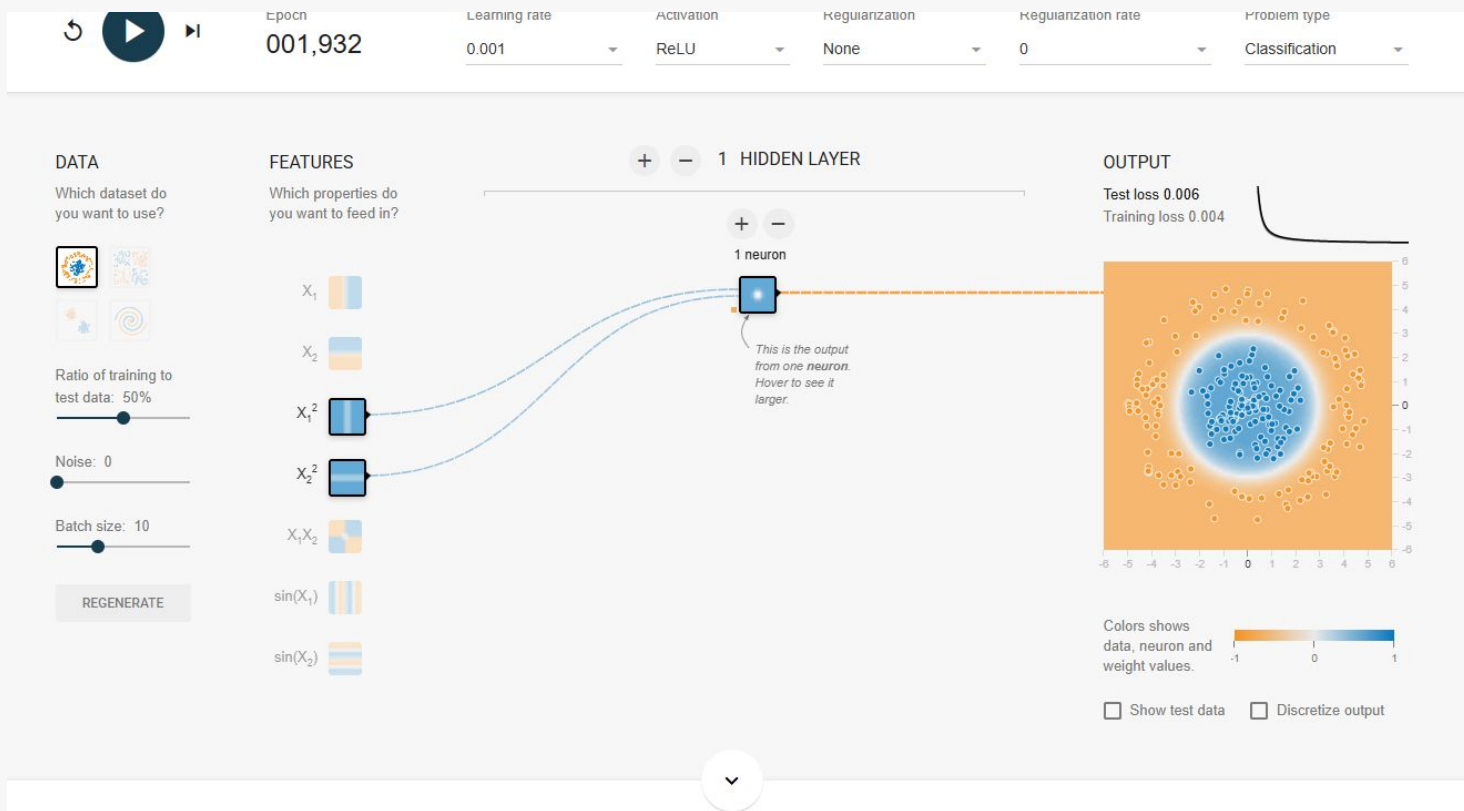 Epoch
001,932
Learning rate
0.001
Activation
ReLU
Regularization
None
Regularization rate
0
Problem type
Classification
DATA
Which dataset do
you want to use?
Ratio of training to
test data: 50%
Noise: 0
Batch size: 10
REGENERATE
FEATURES
Which properties do
you want to feed in?
X₁
X₂
X₁²
X₂²
X₁X₂
sin(X₁)
sin(X₂)
+ − 1 HIDDEN LAYER
+ −
1 neuron
This is the output
from one neuron.
Hover to see it
larger.
OUTPUT
Test loss 0.006
Training loss 0.004
6
5
4
3
2
1
0
-1
-2
-3
-4
-5
-6
-6 -5 -4 -3 -2 -1 0 1 2 3 4 5 6
Colors shows
data, neuron and
weight values.
-1 0 1
Show test data
Discretize output